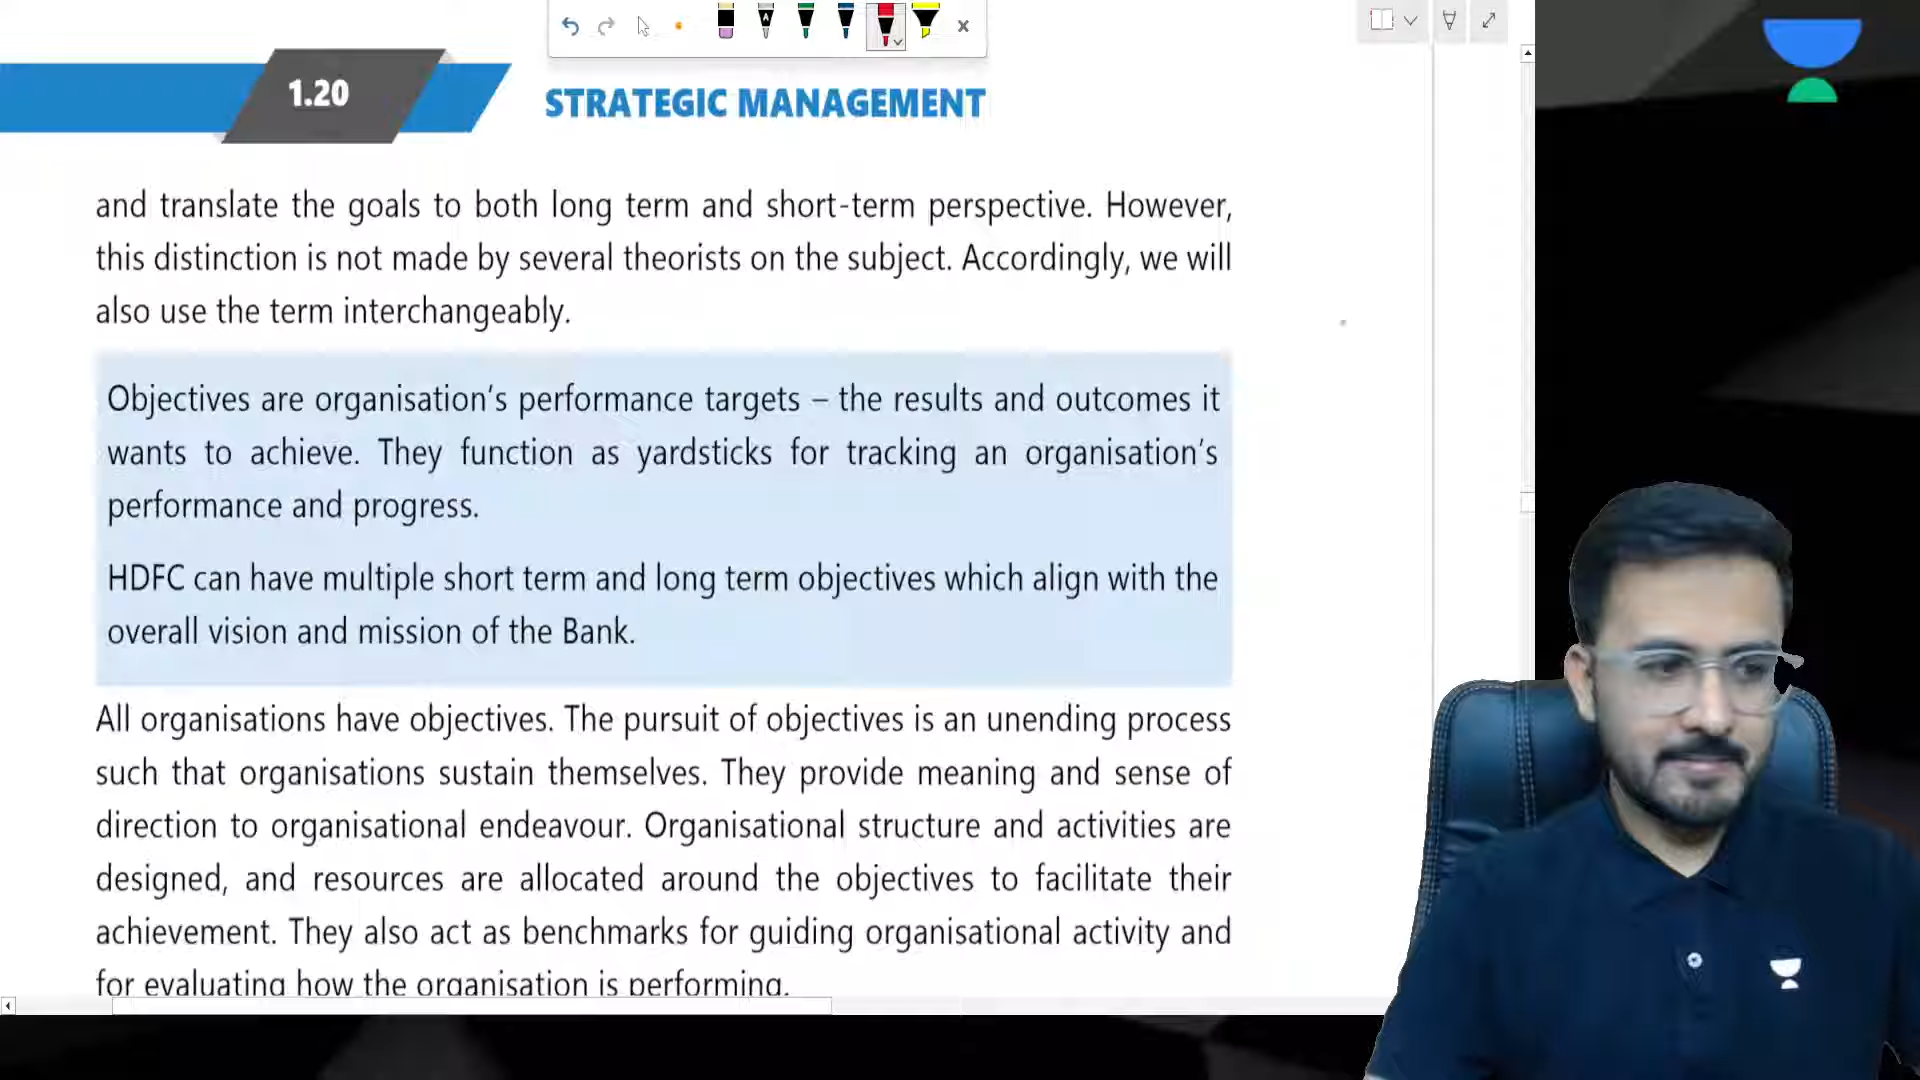 1.20
STRATEGIC MANAGEMENT
and translate the goals to both long term and short-term perspective. However,
this distinction is not made by several theorists on the subject. Accordingly, we will
also use the term interchangeably.
Objectives are organisation's performance targets – the results and outcomes it
wants to achieve. They function as yardsticks for tracking an organisation's
performance and progress.
HDFC can have multiple short term and long term objectives which align with the
overall vision and mission of the Bank.
All organisations have objectives. The pursuit of objectives is an unending process
such that organisations sustain themselves. They provide meaning and sense of
direction to organisational endeavour. Organisational structure and activities are
designed, and resources are allocated around the objectives to facilitate their
achievement. They also act as benchmarks for guiding organisational activity and
for evaluating how the organisation is performing.